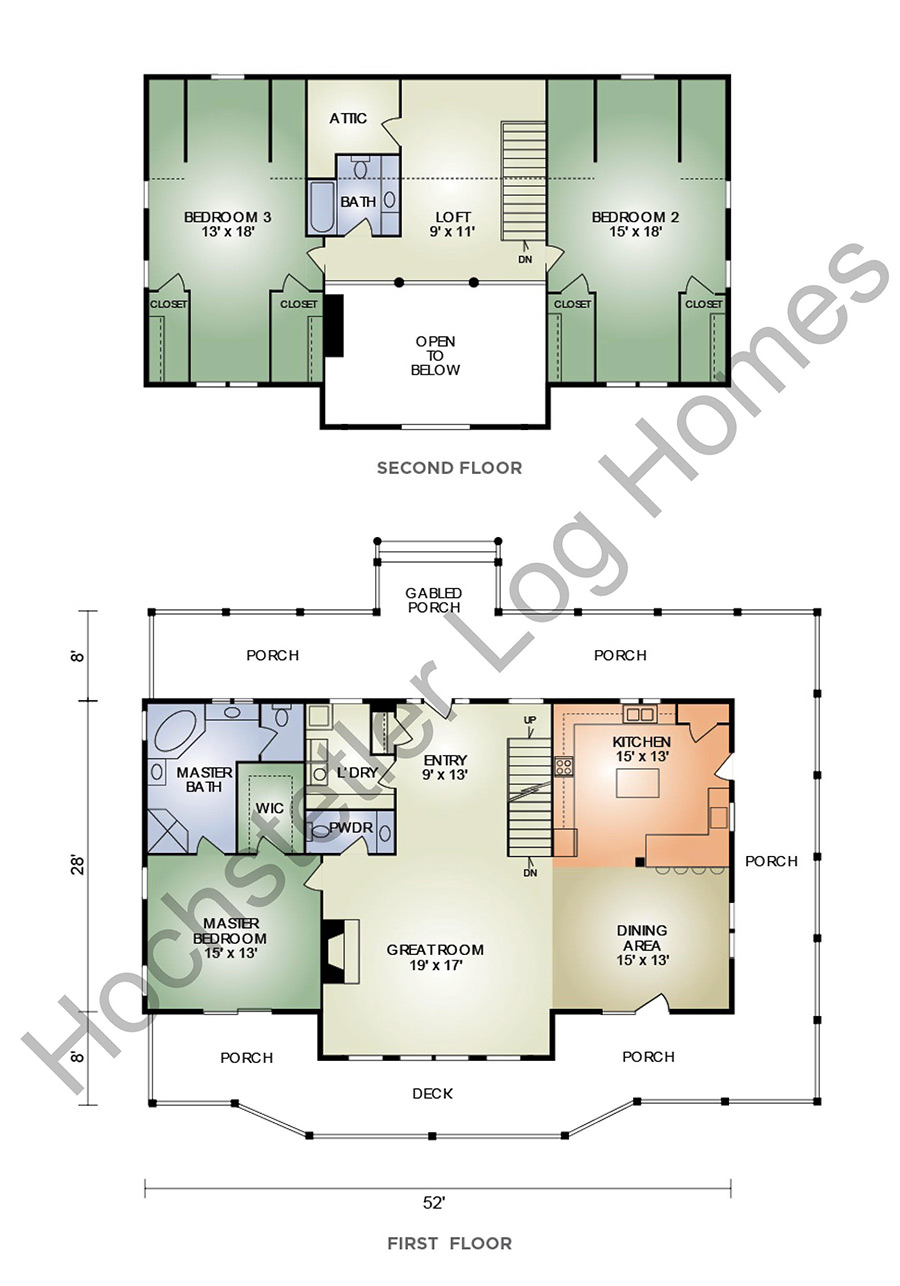 ATTIC
BATH
BEDROOM 3
13' x 18'
LOFT
9' x 11'
BEDROOM 2
15' x 18'
DN
CLOSET
CLOSET
CLOSET
CLOSET
OPEN
TO
BELOW
SECOND FLOOR
GABLED
PORCH
8'
PORCH
PORCH
UP
KITCHEN
15' x 13'
ENTRY
9' x 13'
MASTER
BATH
L'DRY
WIC
PWDR
28'
PORCH
DN
MASTER
BEDROOM
15' x 13'
GREAT ROOM
19' x 17'
DINING
AREA
15' x 13'
8'
PORCH
PORCH
DECK
52'
FIRST FLOOR
Hochstetler Log Homes